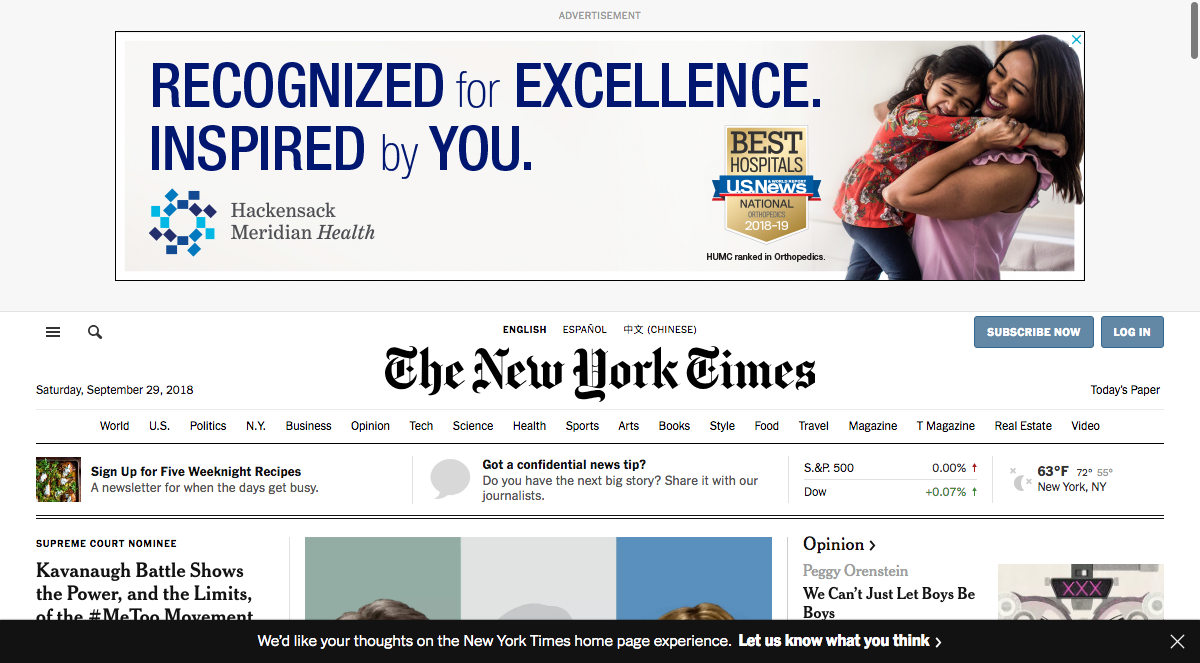 ADVERTISEMENT
RECOGNIZED for EXCELLENCE.
INSPIRED by YOU.
Hackensack
Meridian Health
BEST
HOSPITALS
U.S.News
& WORLD REPORT
NATIONAL
ORTHOPEDICS
2018-19
HUMC ranked in Orthopedics.
ENGLISH ESPAÑOL 中文 (CHINESE)
SUBSCRIBE NOW LOG IN
The New York Times
Saturday, September 29, 2018
Today's Paper
World U.S. Politics N.Y. Business Opinion Tech Science Health Sports Arts Books Style Food Travel Magazine T Magazine Real Estate Video
Sign Up for Five Weeknight Recipes
A newsletter for when the days get busy.
Got a confidential news tip?
Do you have the next big story? Share it with our
journalists.
S.&P. 500 0.00% ↑
Dow +0.07% ↑
63°F 72° 55°
New York, NY
SUPREME COURT NOMINEE
Kavanaugh Battle Shows
the Power, and the Limits,
of the #MeToo Movement
Opinion >
Peggy Orenstein
We Can't Just Let Boys Be
Boys
XXX
We'd like your thoughts on the New York Times home page experience. Let us know what you think >